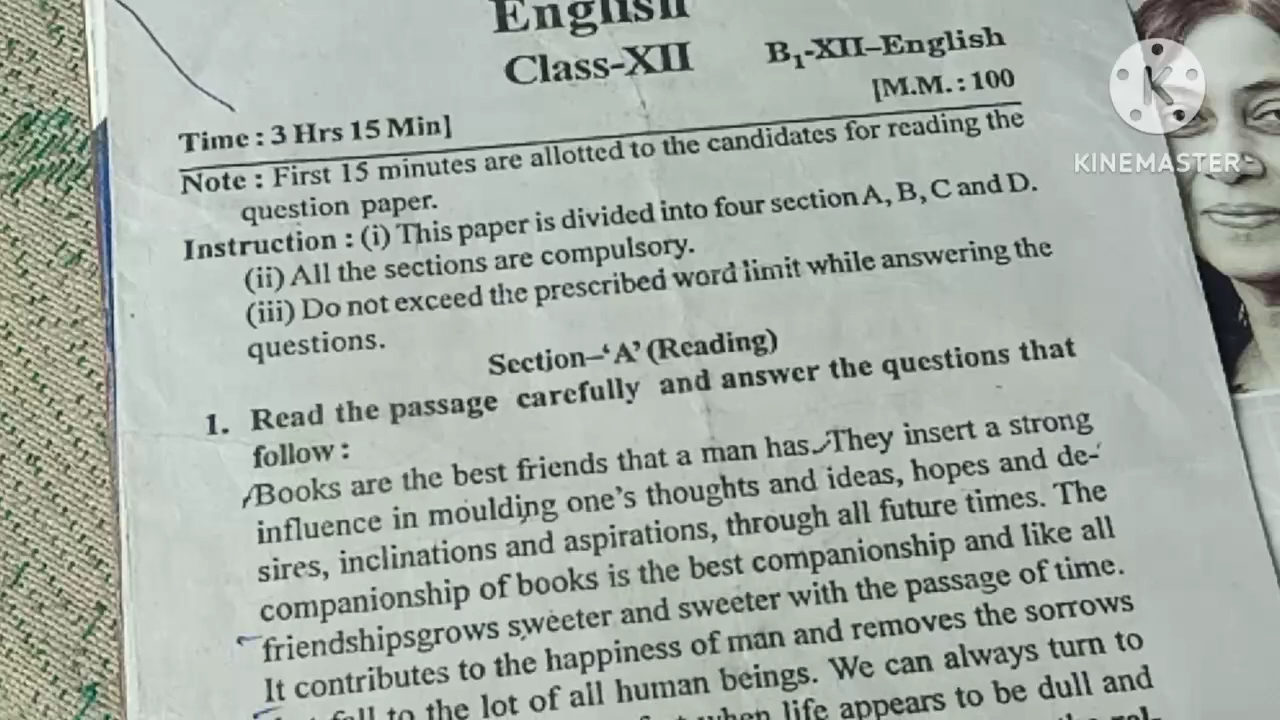 English
Class-XII
B1-XII–English
[M.M. : 100
Time : 3 Hrs 15 Min]
Note : First 15 minutes are allotted to the candidates for reading the
question paper.
Instruction : (i) This paper is divided into four section A, B, C and D.
(ii) All the sections are compulsory.
(iii) Do not exceed the prescribed word limit while answering the
questions.
Section–‘A’ (Reading)
1. Read the passage carefully and answer the questions that
follow :
Books are the best friends that a man has. They insert a strong
influence in moulding one’s thoughts and ideas, hopes and de-
sires, inclinations and aspirations, through all future times. The
companionship of books is the best companionship and like all
friendshipsgrows sweeter and sweeter with the passage of time.
It contributes to the happiness of man and removes the sorrows
fall to the lot of all human beings. We can always turn to
when life appears to be dull and
K
KINEMASTER